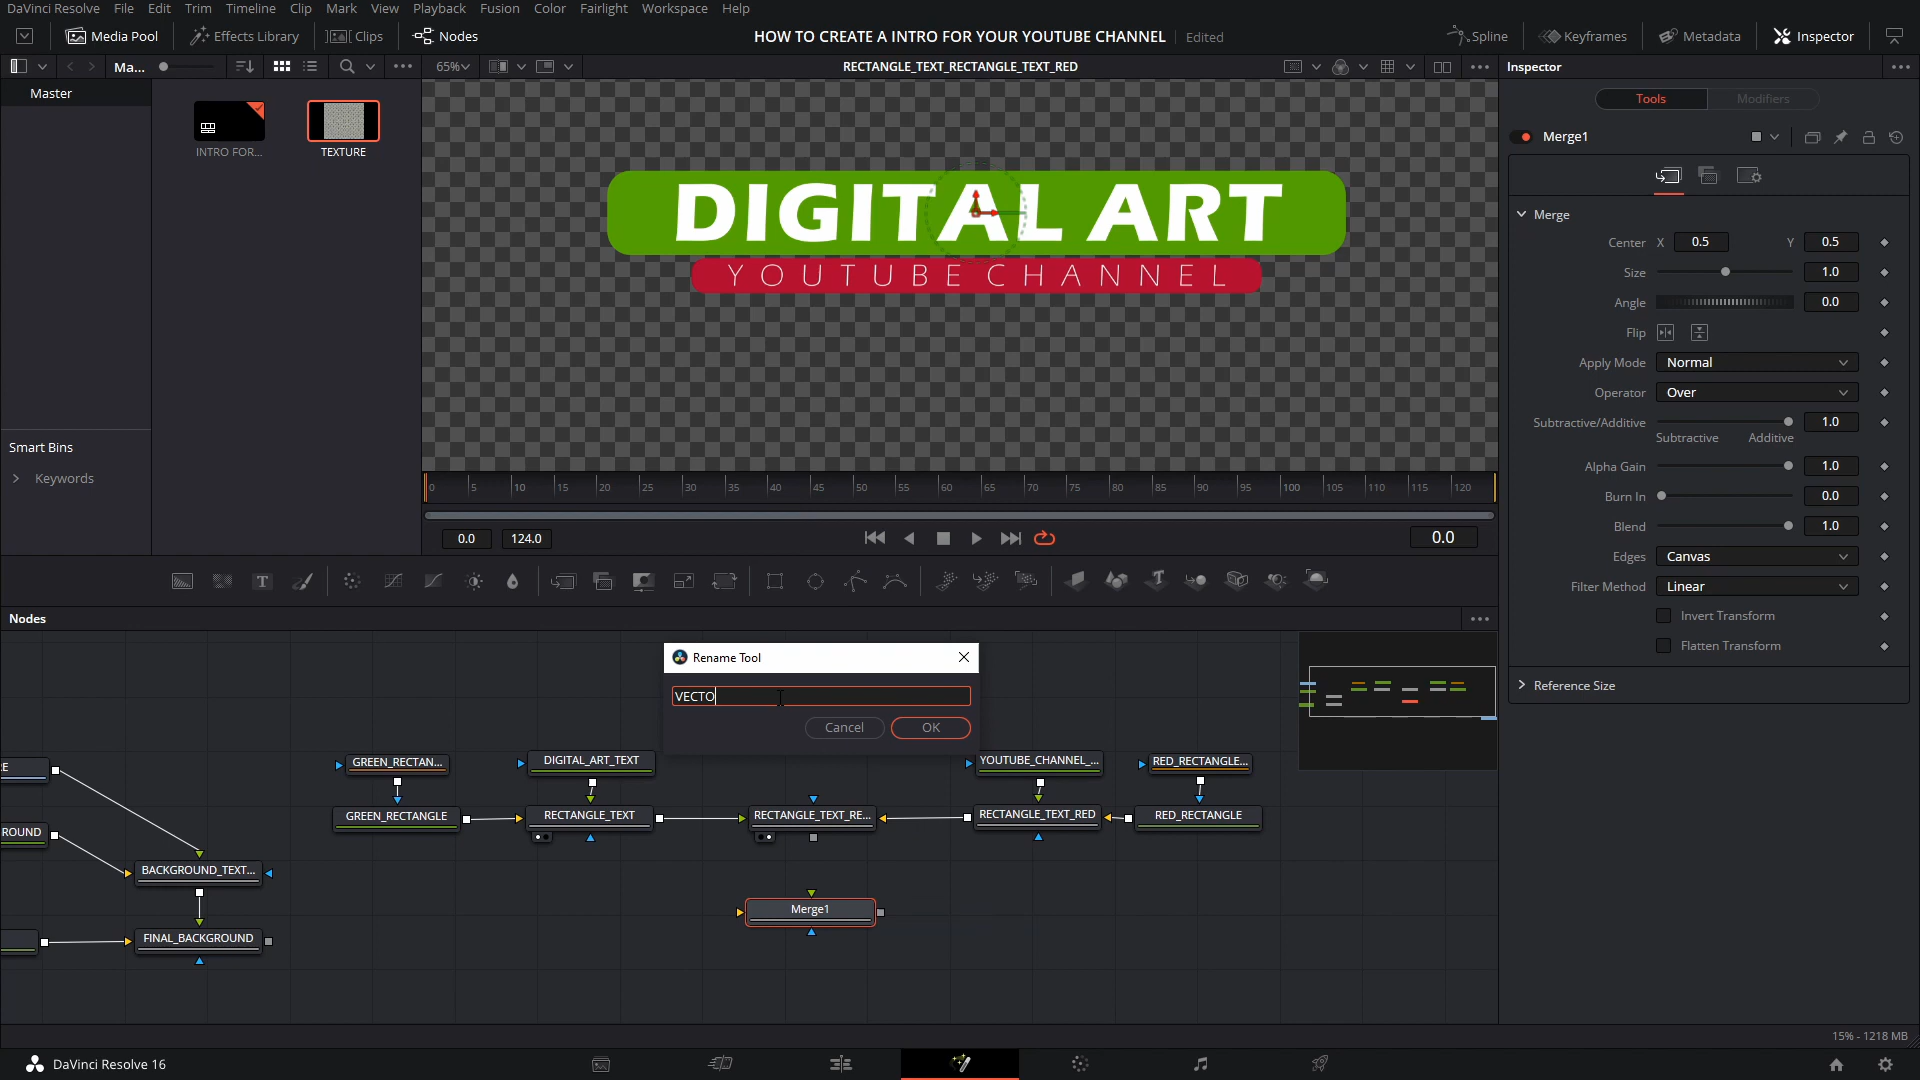 DaVinci Resolve File Edit Trim Timeline Clip Mark View Playback Fusion Color Fairlight Workspace Help
Media Pool Effects Library Clips Nodes HOW TO CREATE A INTRO FOR YOUR YOUTUBE CHANNEL Edited Spline Keyframes Metadata Inspector
Ma... 65% RECTANGLE_TEXT_RECTANGLE_TEXT_RED Inspector
Master
Tools Modifiers
Merge1
INTRO FOR... TEXTURE
DIGITAL ART
YOUTUBE CHANNEL
Merge
Center X 0.5 Y 0.5
Size 1.0
Angle 0.0
Flip
Apply Mode Normal
Operator Over
Subtractive/Additive 1.0
Subtractive Additive
Alpha Gain 1.0
Burn In 0.0
Blend 1.0
Edges Canvas
Filter Method Linear
Invert Transform
Flatten Transform
Reference Size
Smart Bins
Keywords
0 5 10 15 20 25 30 35 40 45 50 55 60 65 70 75 80 85 90 95 100 105 110 115 120
0.0 124.0 0.0
Nodes
Rename Tool
VECTO
Cancel OK
RE GREEN_RECTAN... DIGITAL_ART_TEXT YOUTUBE_CHANNEL_... RED_RECTANGLE...
GREEN_RECTANGLE RECTANGLE_TEXT RECTANGLE_TEXT_RE... RECTANGLE_TEXT_RED RED_RECTANGLE
ROUND
BACKGROUND_TEXT...
Merge1
FINAL_BACKGROUND
15% - 1218 MB
DaVinci Resolve 16